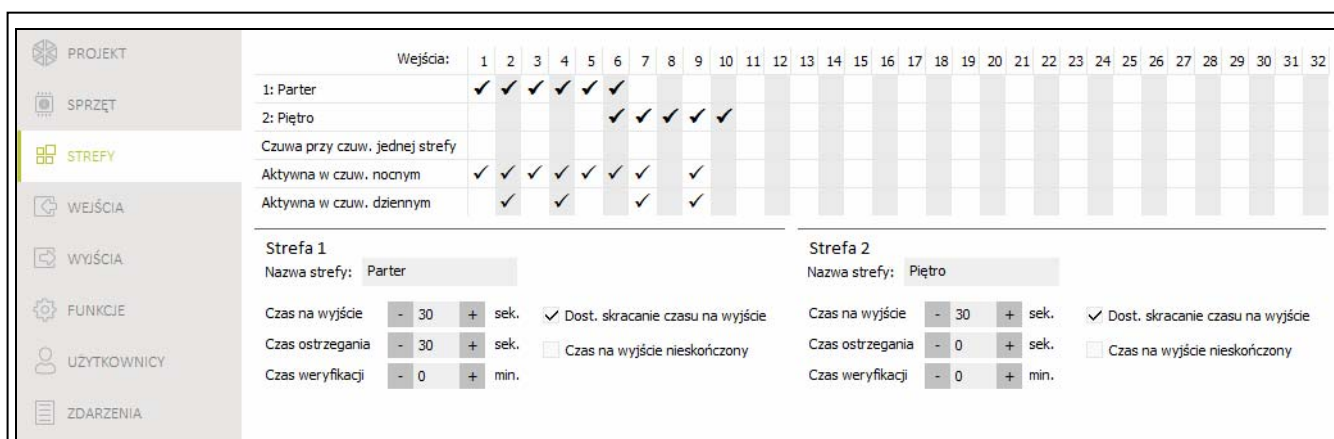 PROJEKT
SPRZĘT
STREFY
WEJŚCIA
WYJŚCIA
FUNKCJE
UŻYTKOWNICY
ZDARZENIA
Wejścia: 1 2 3 4 5 6 7 8 9 10 11 12 13 14 15 16 17 18 19 20 21 22 23 24 25 26 27 28 29 30 31 32
1: Parter ✓ ✓ ✓ ✓ ✓ ✓
2: Piętro ✓ ✓ ✓ ✓ ✓
Czuwa przy czuw. jednej strefy
Aktywna w czuw. nocnym ✓ ✓ ✓ ✓ ✓ ✓ ✓ ✓
Aktywna w czuw. dziennym ✓ ✓ ✓ ✓
Strefa 1
Nazwa strefy: Parter
Czas na wyjście - 30 + sek. ✓ Dost. skracanie czasu na wyjście
Czas ostrzegania - 30 + sek. Czas na wyjście nieskończony
Czas weryfikacji - 0 + min.
Strefa 2
Nazwa strefy: Piętro
Czas na wyjście - 30 + sek. ✓ Dost. skracanie czasu na wyjście
Czas ostrzegania - 0 + sek. Czas na wyjście nieskończony
Czas weryfikacji - 0 + min.